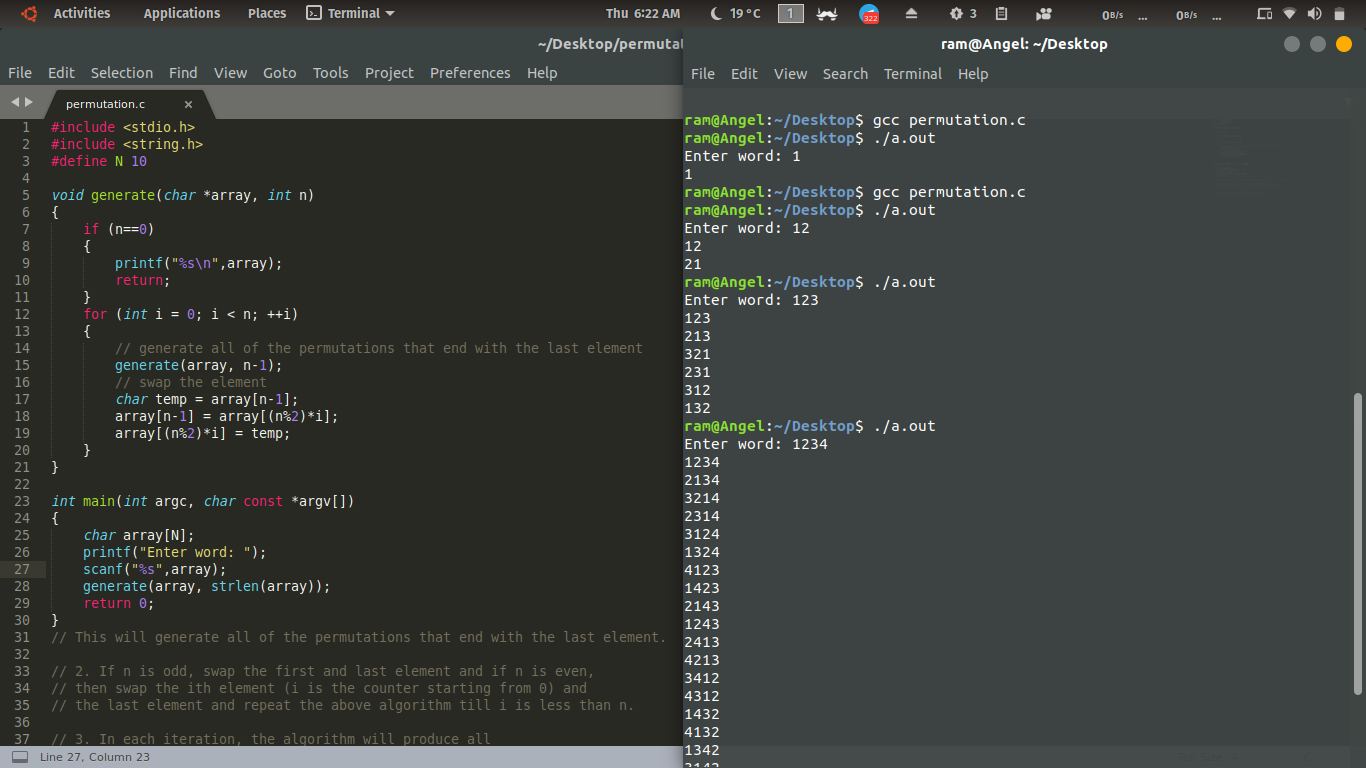 Activities Applications Places Terminal Thu 6:22 AM 19 °C 1 322 3 0B/s ... 0B/s ...
~/Desktop/permutat
File Edit Selection Find View Goto Tools Project Preferences Help
permutation.c ×
1 #include <stdio.h>
2 #include <string.h>
3 #define N 10
4
5 void generate(char *array, int n)
6 {
7 if (n==0)
8 {
9 printf("%s\n",array);
10 return;
11 }
12 for (int i = 0; i < n; ++i)
13 {
14 // generate all of the permutations that end with the last element
15 generate(array, n-1);
16 // swap the element
17 char temp = array[n-1];
18 array[n-1] = array[(n%2)*i];
19 array[(n%2)*i] = temp;
20 }
21 }
22
23 int main(int argc, char const *argv[])
24 {
25 char array[N];
26 printf("Enter word: ");
27 scanf("%s",array);
28 generate(array, strlen(array));
29 return 0;
30 }
31 // This will generate all of the permutations that end with the last element.
32
33 // 2. If n is odd, swap the first and last element and if n is even,
34 // then swap the ith element (i is the counter starting from 0) and
35 // the last element and repeat the above algorithm till i is less than n.
36
37 // 3. In each iteration, the algorithm will produce all
Line 27, Column 23
ram@Angel: ~/Desktop
File Edit View Search Terminal Help
ram@Angel:~/Desktop$ gcc permutation.c
ram@Angel:~/Desktop$ ./a.out
Enter word: 1
1
ram@Angel:~/Desktop$ gcc permutation.c
ram@Angel:~/Desktop$ ./a.out
Enter word: 12
12
21
ram@Angel:~/Desktop$ ./a.out
Enter word: 123
123
213
321
231
312
132
ram@Angel:~/Desktop$ ./a.out
Enter word: 1234
1234
2134
3214
2314
3124
1324
4123
1423
2143
1243
2413
4213
3412
4312
1432
4132
1342
3142